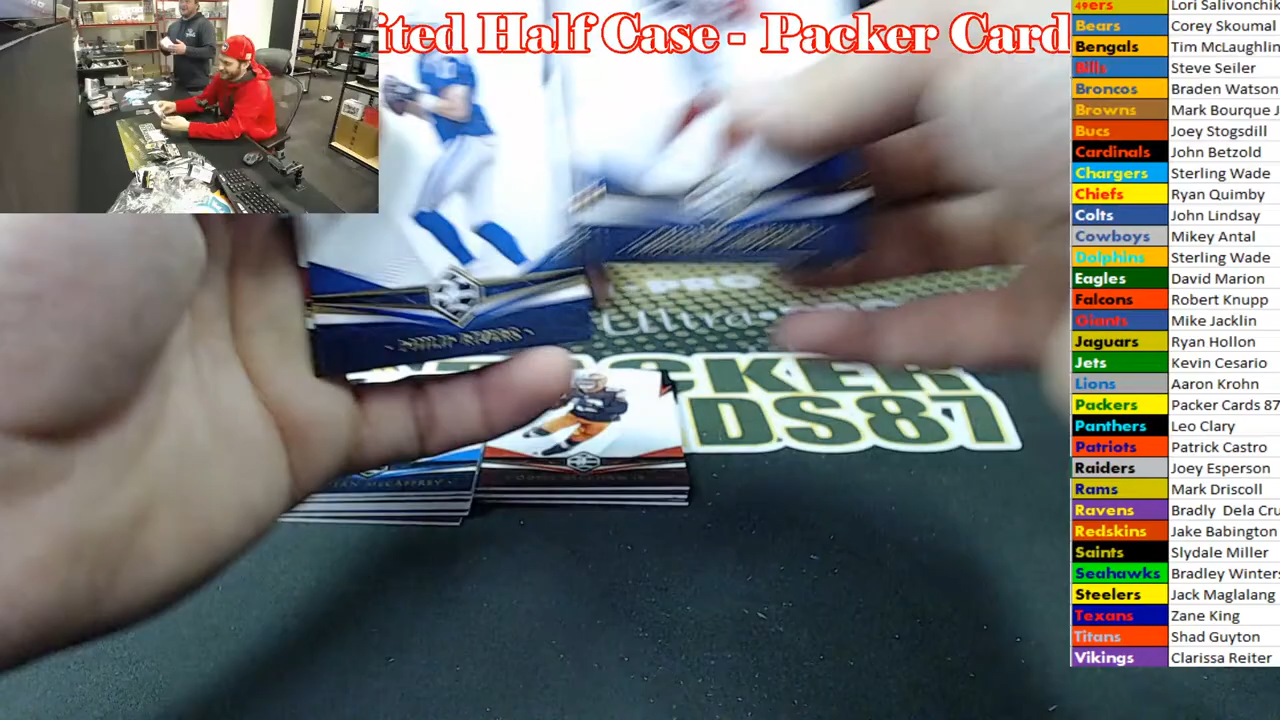 ited Half Case - Packer Card
49ers Lori Salivonchik
Bears Corey Skoumal
Bengals Tim McLaughlin
Bills Steve Seiler
Broncos Braden Watson
Browns Mark Bourque J
Bucs Joey Stogsdill
Cardinals John Betzold
Chargers Sterling Wade
Chiefs Ryan Quimby
Colts John Lindsay
Cowboys Mikey Antal
Dolphins Sterling Wade
Eagles David Marion
Falcons Robert Knupp
Giants Mike Jacklin
Jaguars Ryan Hollon
Jets Kevin Cesario
Lions Aaron Krohn
Packers Packer Cards 87
Panthers Leo Clary
Patriots Patrick Castro
Raiders Joey Esperson
Rams Mark Driscoll
Ravens Bradly Dela Cru
Redskins Jake Babington
Saints Slydale Miller
Seahawks Bradley Winters
Steelers Jack Maglalang
Texans Zane King
Titans Shad Guyton
Vikings Clarissa Reiter
PRO
Ultra
ACKER
DS87
AN MCCAFFREY